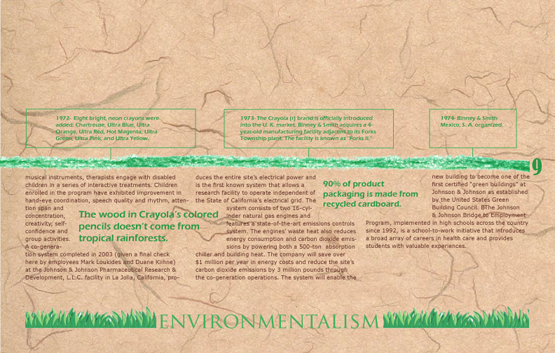 1972- Eight bright, neon crayons were
added: Chartreuse, Ultra Blue, Ultra
Orange, Ultra Red, Hot Magenta, Ultra
Green, Ultra Pink, and Ultra Yellow.
1973-The Crayola (r) brand is officially introduced
into the U.K. market. Binney & Smith acquires a 4-
year-old manufacturing facility adjacent to its Forks
Township plant. The facility is known as "Forks II."
1974-Binney & Smith
Mexico, S. A. organized.
9
musical instruments, therapists engage with disabled
children in a series of interactive treatments. Children
enrolled in the program have exhibited improvement in
hand-eye coordination, speech quality and rhythm, atten-
tion span and
concentration,
creativity, self-
confidence and
group activities.
A co-genera-
tion system completed in 2003 (given a final check
here by employees Mark Loukides and Duane Kühne)
at the Johnson & Johnson Pharmaceutical Research &
Development, L.L.C. facility in La Jolla, California, pro-
The wood in Crayola's colored
pencils doesn't come from
tropical rainforests.
duces the entire site's electrical power and
is the first known system that allows a
research facility to operate independent of
the State of California's electrical grid. The
system consists of two 16-cyl-
inder natural gas engines and
features state-of-the-art emissions controls
system. The engines' waste heat also reduces
energy consumption and carbon dioxide emis-
sions by powering both a 500-ton absorption
chiller and building heat. The company will save over
$1 million per year in energy costs and reduce the site's
carbon dioxide emissions by 3 million pounds through
the co-generation operations. The system will enable the
90% of product
packaging is made from
recycled cardboard.
new building to become one of the
first certified "green buildings" at
Johnson & Johnson as established
by the United States Green
Building Council. The Johnson
& Johnson Bridge to Employment
Program, implemented in high schools across the country
since 1992, is a school-to-work initiative that introduces
a broad array of careers in health care and provides
students with valuable experiences.
ENVIRONMENTALISM